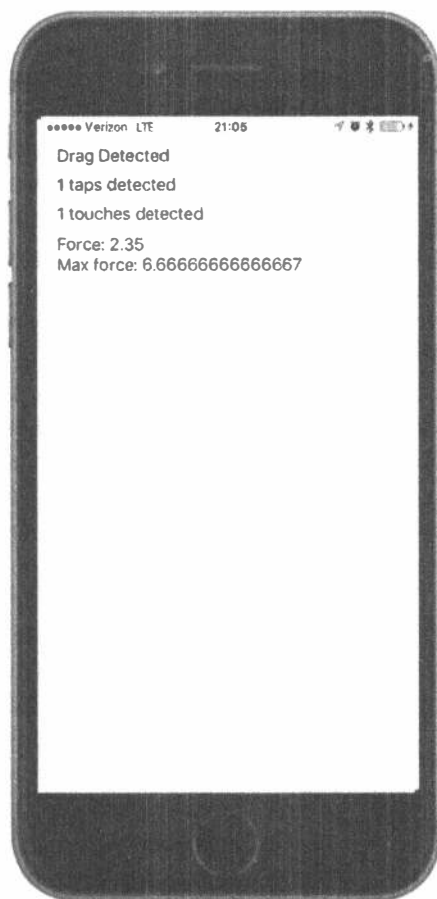 Verizon LTE 21:05
Drag Detected
1 taps detected
1 touches detected
Force: 2.35
Max force: 6.66666666666667